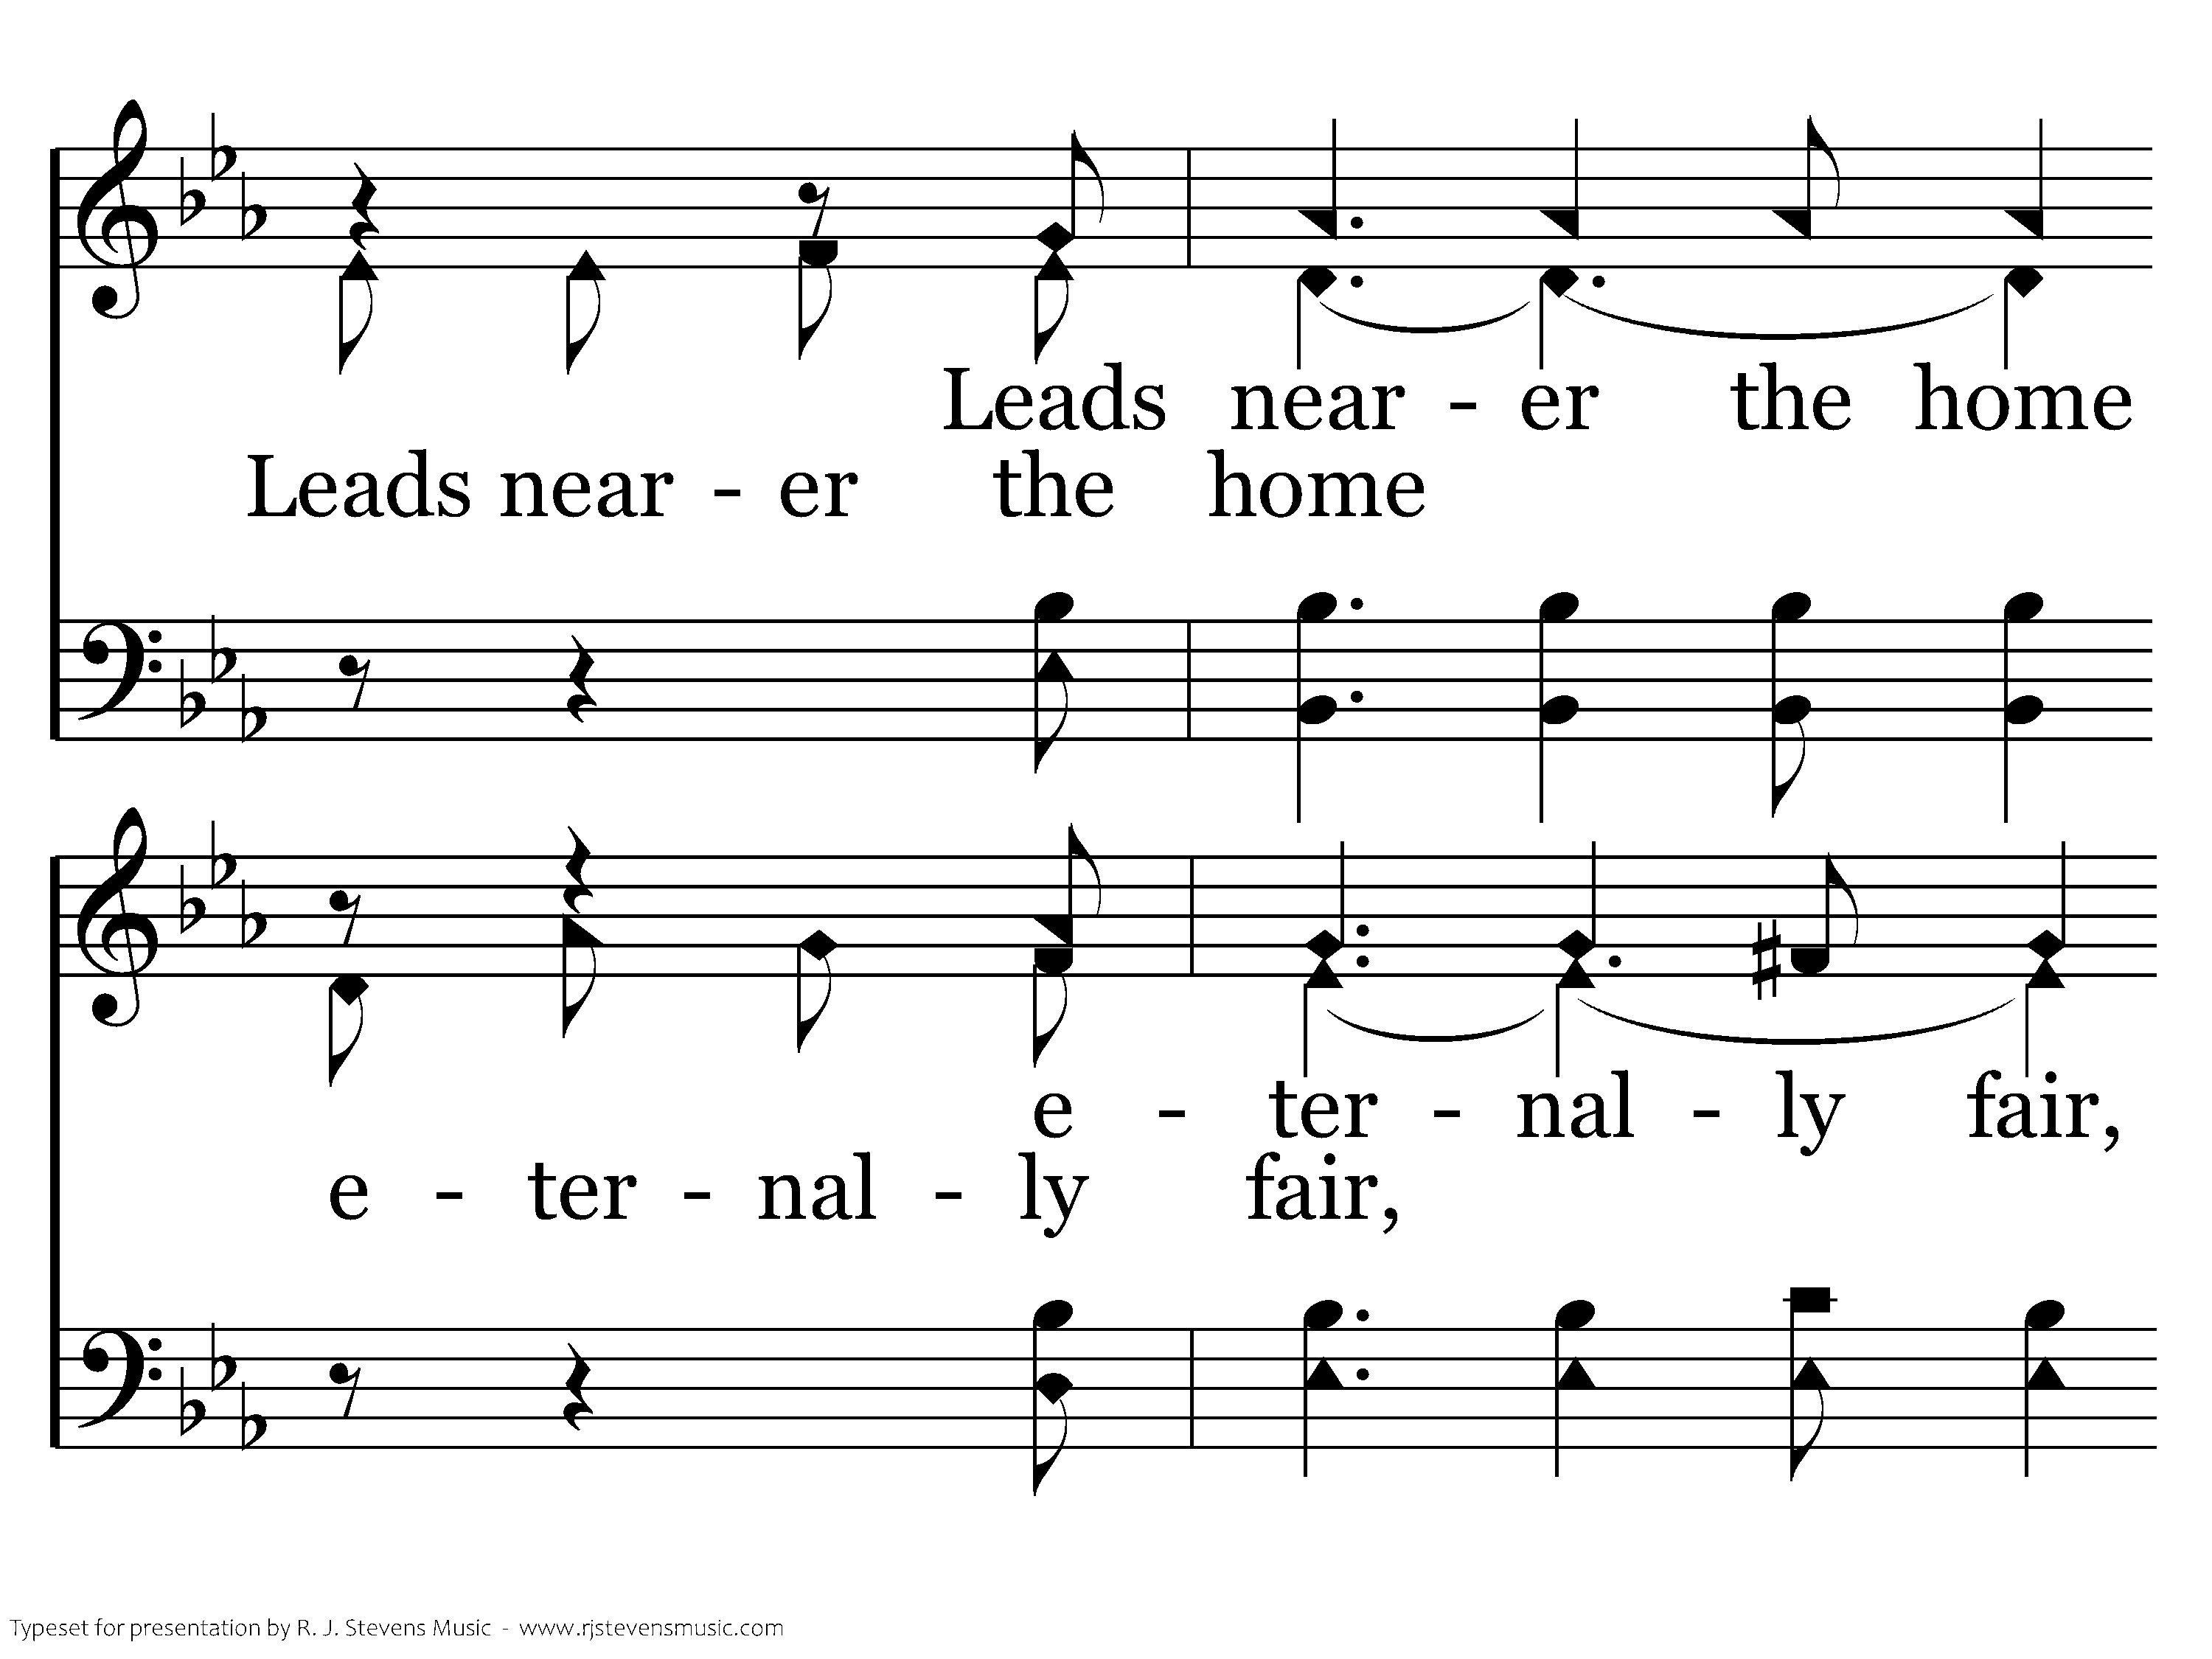 Leads near - er the home
Leads near - er the home
e - ter - nal - ly fair,
e - ter - nal - ly fair,
Typeset for presentation by R. J. Stevens Music - www.rjstevensmusic.com